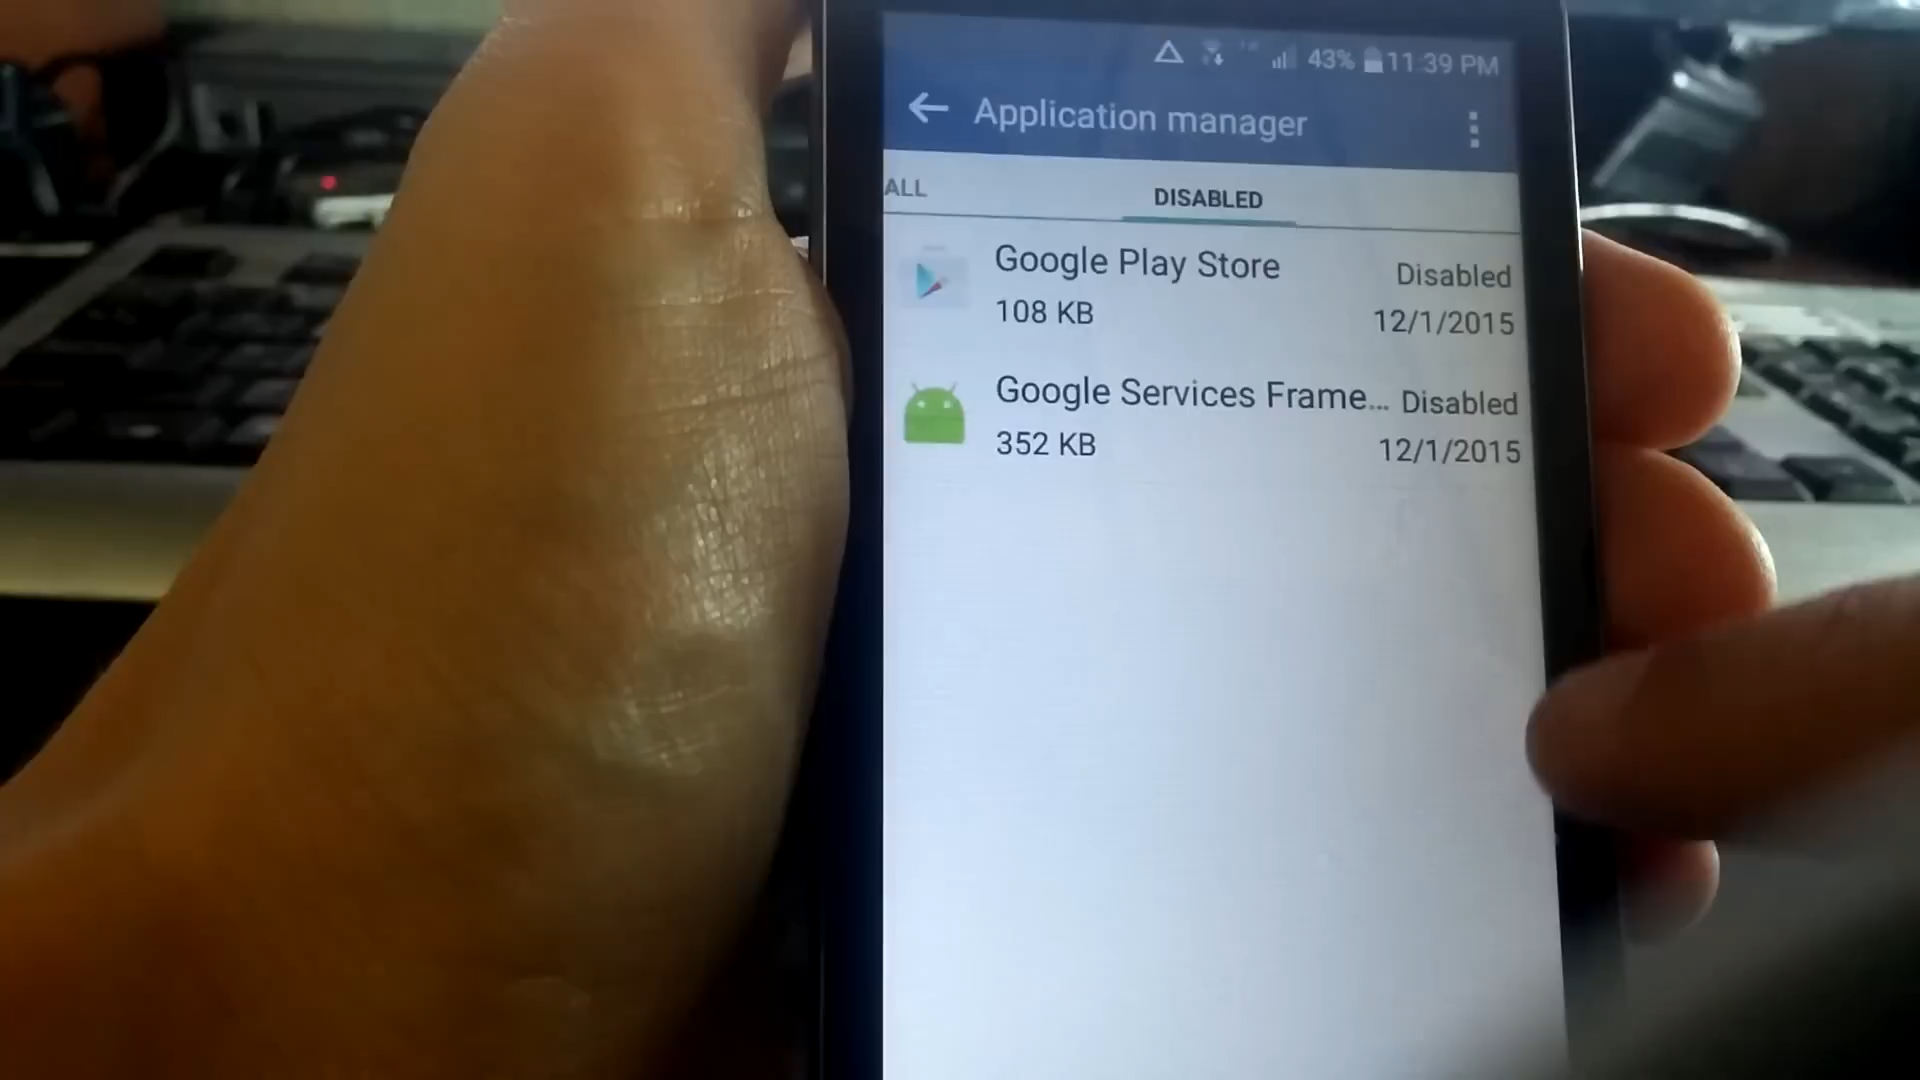 43% 11:39 PM
Application manager
ALL DISABLED
Google Play Store Disabled
108 KB 12/1/2015
Google Services Frame... Disabled
352 KB 12/1/2015